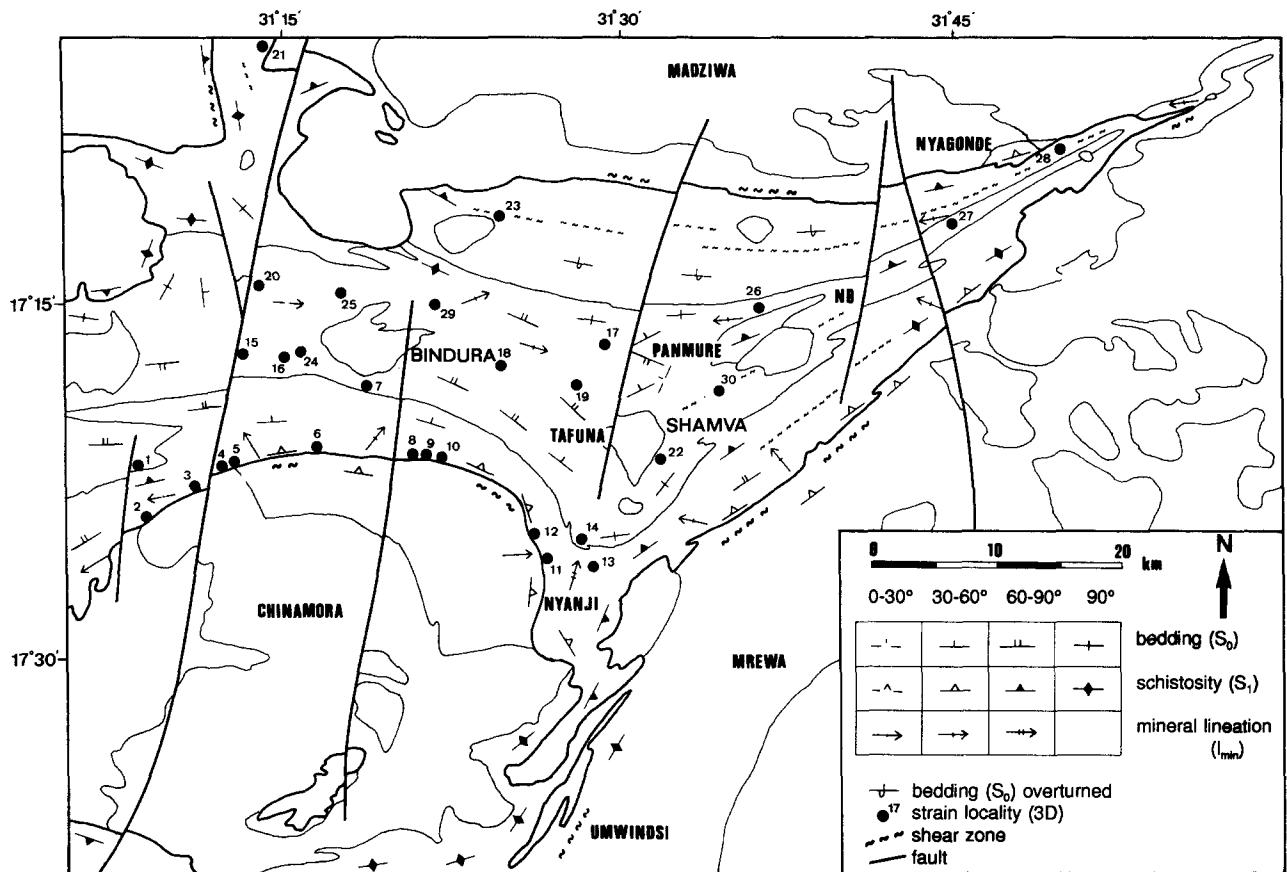 31°15' 31°30' 31°45'
21
MADZIWA
NYAGONDE
28
23
27
20
25
17°15'
29
26
NB
15
16
24
17
BINDURA
18
PANMURE
7
19
30
TAFUNA
SHAMVA
6
8 9 10
22
1
4 5
3
2
12
14
11
13
CHINAMORA
NYANJI
17°30'
MREWA
UMWINDSI
0 10 20
km
N
0-30° 30-60° 60-90° 90°
bedding (S₀)
schistosity (S₁)
mineral lineation
(lmin)
bedding (S₀) overturned
17 strain locality (3D)
shear zone
fault